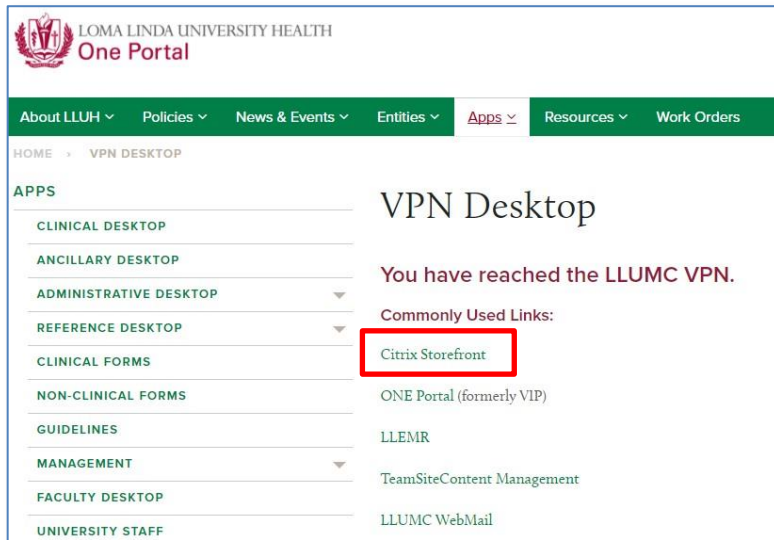 LOMA LINDA UNIVERSITY HEALTH
One Portal
About LLUH Policies News & Events Entities Apps Resources Work Orders
HOME > VPN DESKTOP
APPS
CLINICAL DESKTOP
ANCILLARY DESKTOP
ADMINISTRATIVE DESKTOP
REFERENCE DESKTOP
CLINICAL FORMS
NON-CLINICAL FORMS
GUIDELINES
MANAGEMENT
FACULTY DESKTOP
UNIVERSITY STAFF
VPN Desktop
You have reached the LLUMC VPN.
Commonly Used Links:
Citrix Storefront
ONE Portal (formerly VIP)
LLEMR
TeamSiteContent Management
LLUMC WebMail